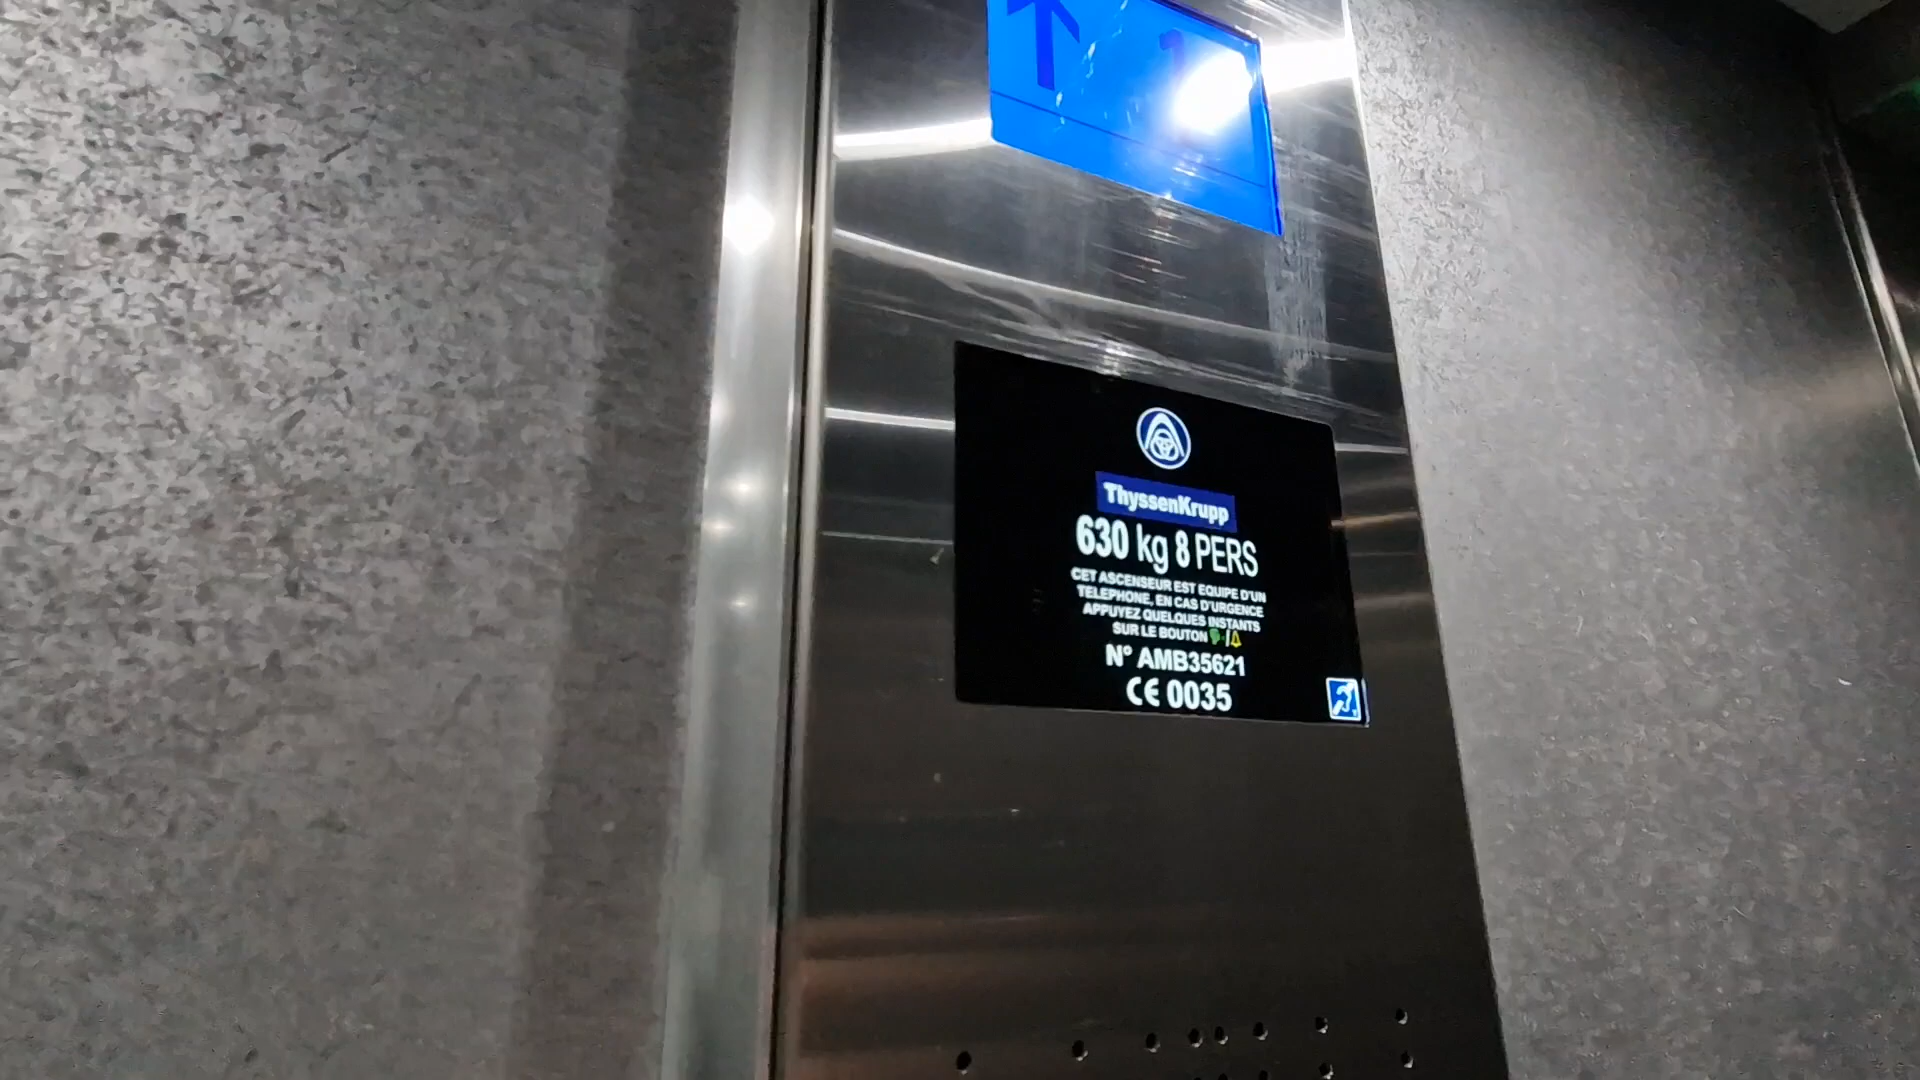 1
ThyssenKrupp
630 kg 8 PERS
CET ASCENSEUR EST EQUIPE D'UN
TELEPHONE, EN CAS D'URGENCE
APPUYEZ QUELQUES INSTANTS
SUR LE BOUTON /
N° AMB35621
CE 0035